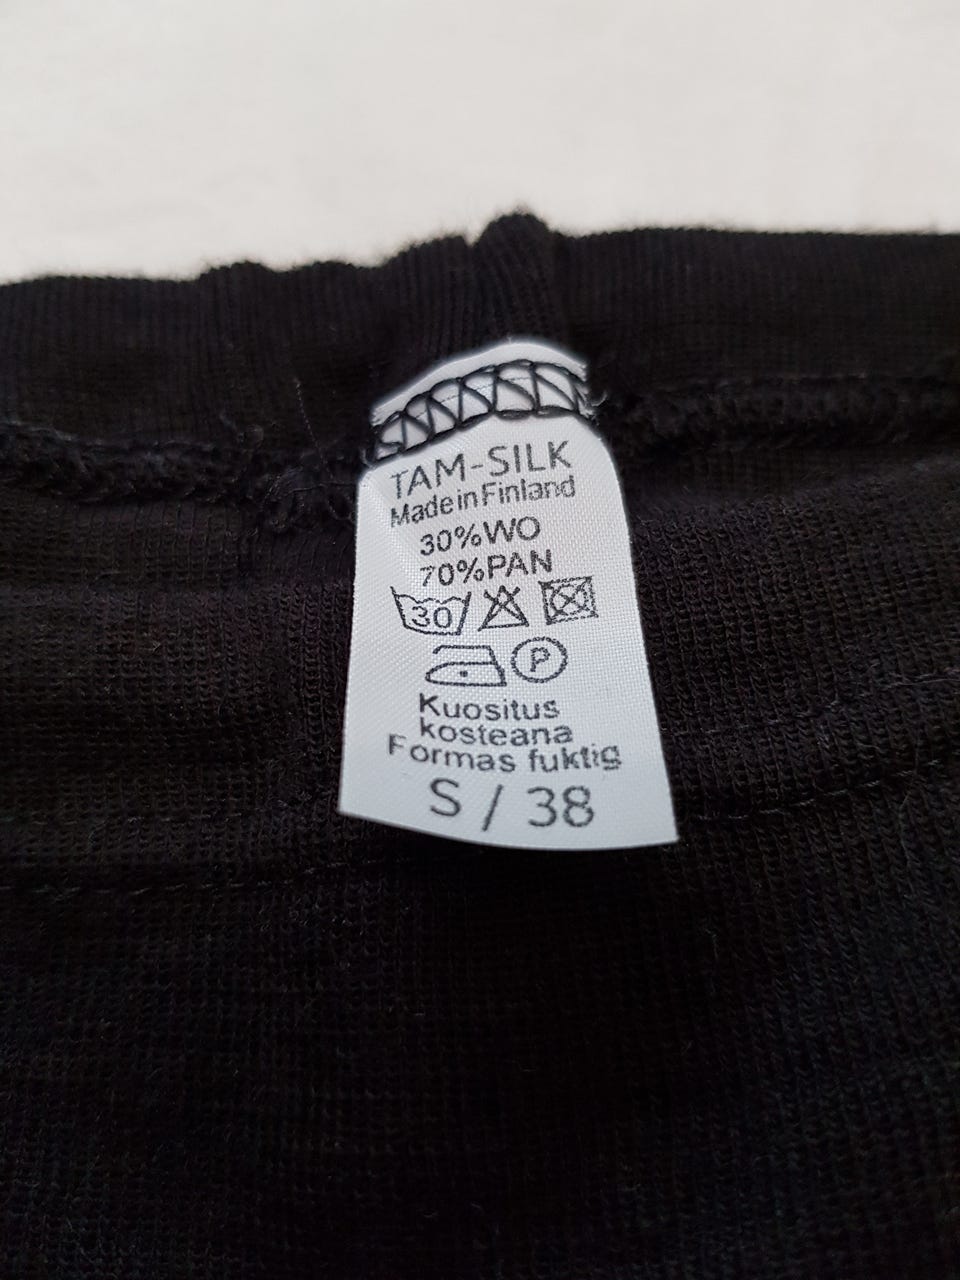 TAM-SILK
Made in Finland
30%WO
70%PAN
30
P
Kuositus
kosteana
Formas fuktig
S / 38